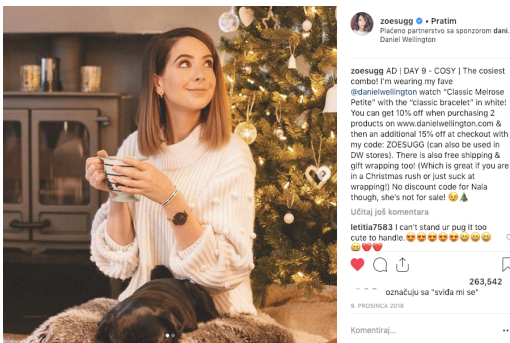 zoesugg • Pratim
Plaćeno partnerstvo sa sponzorom dani.
Daniel Wellington
zoesugg AD | DAY 9 - COSY | The cosiest
combo! I'm wearing my fave
@danielwellington watch “Classic Melrose
Petite” with the “classic bracelet” in white!
You can get 10% off when purchasing 2
products on www.danielwellington.com &
then an additional 15% off at checkout with
my code: ZOESUGG (can also be used in
DW stores). There is also free shipping &
gift wrapping too! (Which is great if you are
in a Christmas rush or just suck at
wrapping!) No discount code for Nala
though, she's not for sale! 😉🎄
Učitaj još komentara
letitia7583 I can't stand ur pug it too
cute to handle.😍😍😍😍😍😄😄😄
😄❤️❤️
263,542
označuju sa "sviđa mi se"
9. PROSINCA 2018
Komentiraj...